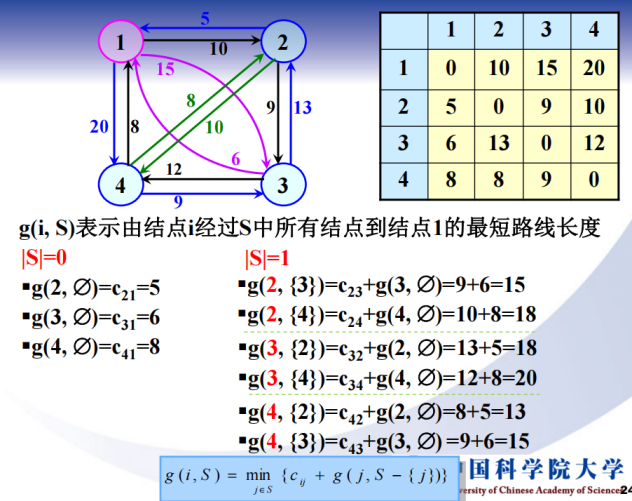 5
1
10
2
15
8
9
13
20
8
10
6
12
4
9
3
1 2 3 4
1 0 10 15 20
2 5 0 9 10
3 6 13 0 12
4 8 8 9 0
g(i, S)表示由结点i经过S中所有结点到结点1的最短路线长度
|S|=0
▪g(2, ∅)=c21=5
▪g(3, ∅)=c31=6
▪g(4, ∅)=c41=8
|S|=1
▪g(2, {3})=c23+g(3, ∅)=9+6=15
▪g(2, {4})=c24+g(4, ∅)=10+8=18
▪g(3, {2})=c32+g(2, ∅)=13+5=18
▪g(3, {4})=c34+g(4, ∅)=12+8=20
▪g(4, {2})=c42+g(2, ∅)=8+5=13
▪g(4, {3})=c43+g(3, ∅)=9+6=15
g(i, S) = min j∈S {cij + g(j, S − {j})}
国科学院大学
ersity of Chinese Academy of Sciences
24